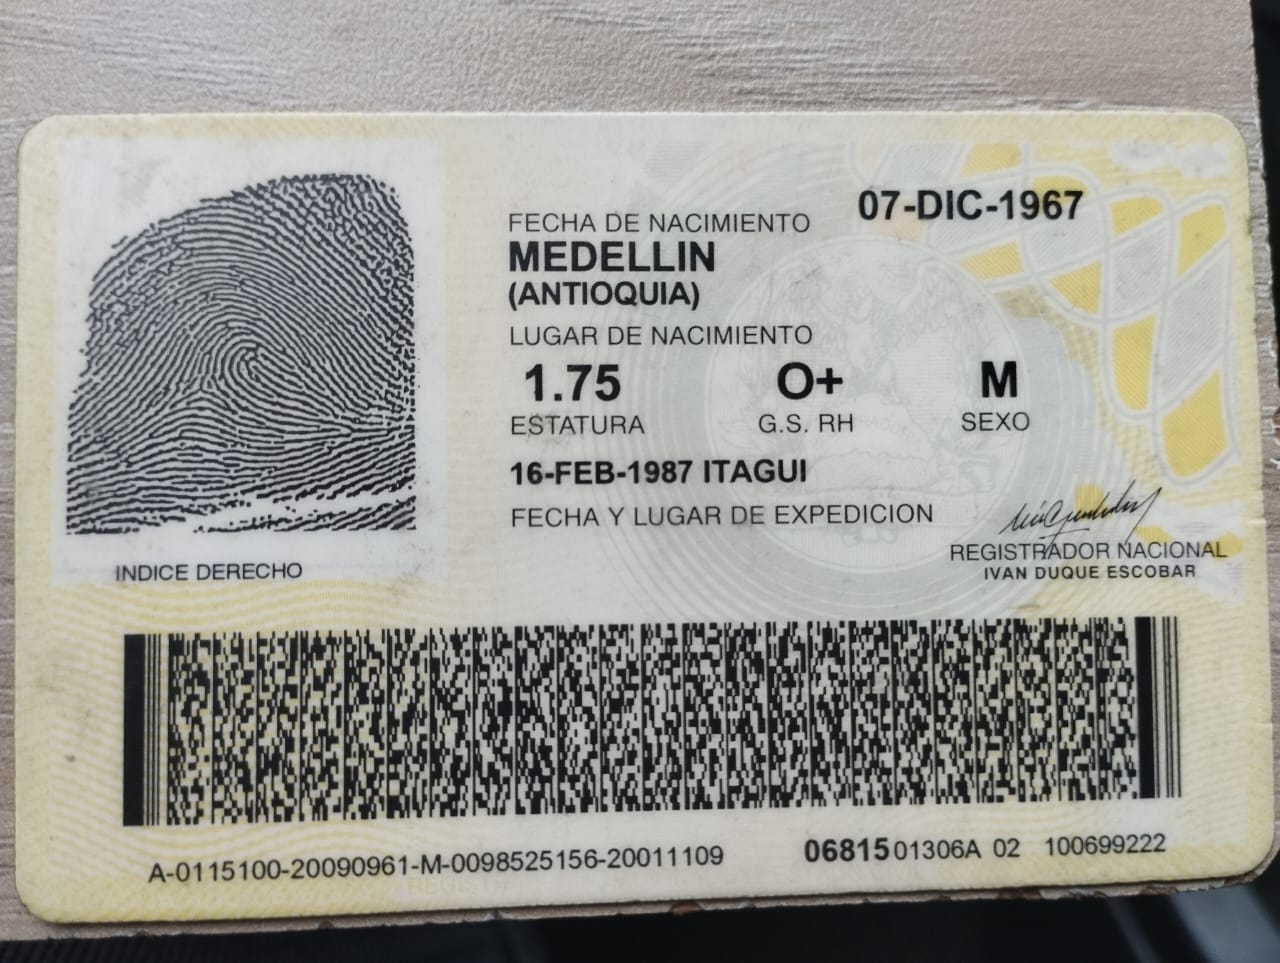 07-DIC-1967
FECHA DE NACIMIENTO
MEDELLIN
(ANTIOQUIA)
LUGAR DE NACIMIENTO
1.75 O+ M
ESTATURA G.S. RH SEXO
16-FEB-1987 ITAGUI
FECHA Y LUGAR DE EXPEDICION
REGISTRADOR NACIONAL
IVAN DUQUE ESCOBAR
INDICE DERECHO
A-0115100-20090961-M-0098525156-20011109 06815 01306A 02 100699222